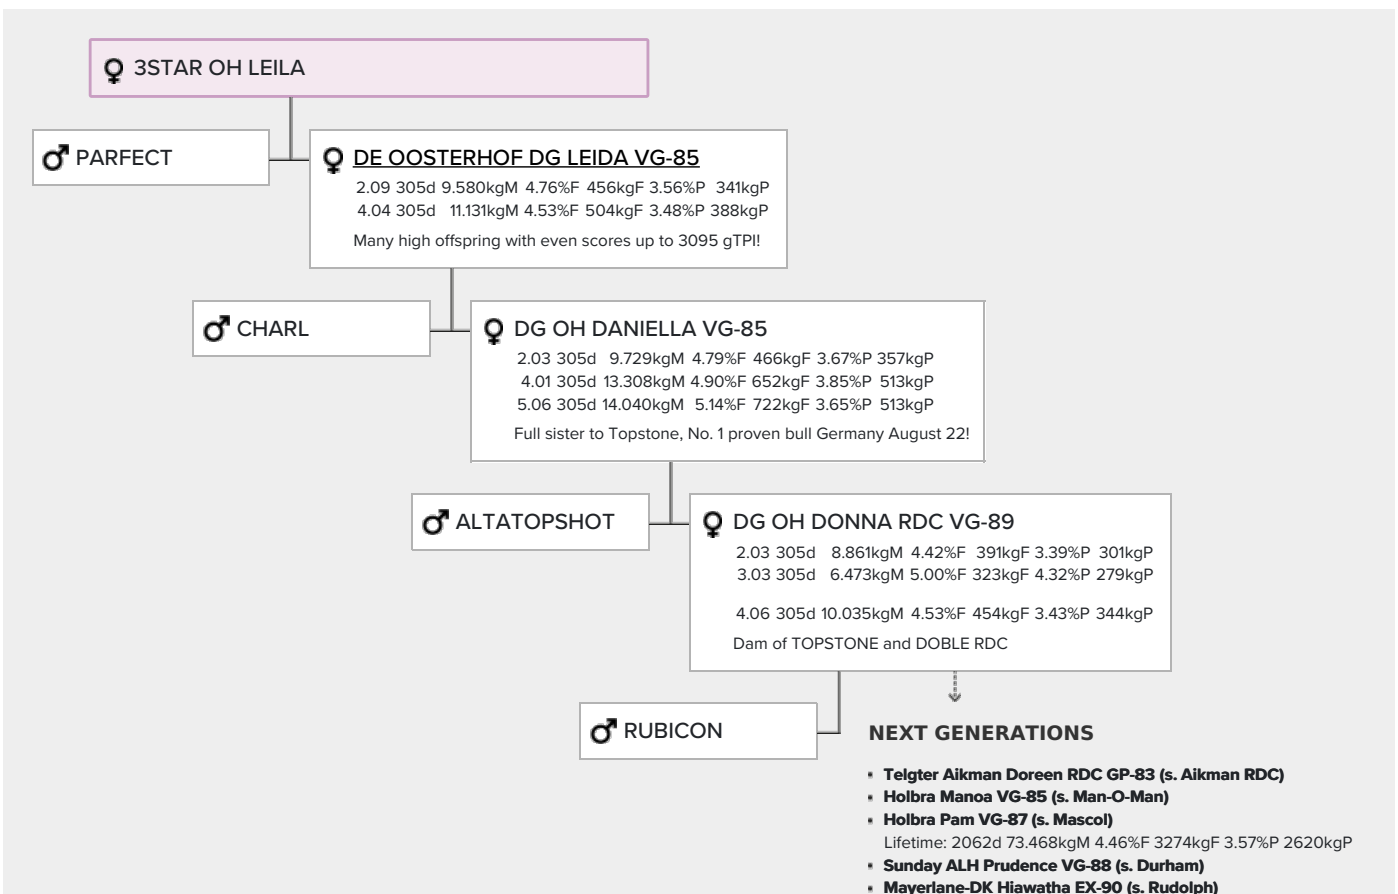 3STAR OH LEILA
PARFECT
DE OOSTERHOF DG LEIDA VG-85
2.09 305d 9.580kgM 4.76%F 456kgF 3.56%P 341kgP
4.04 305d 11.131kgM 4.53%F 504kgF 3.48%P 388kgP
Many high offspring with even scores up to 3095 gTPI!
CHARL
DG OH DANIELLA VG-85
2.03 305d 9.729kgM 4.79%F 466kgF 3.67%P 357kgP
4.01 305d 13.308kgM 4.90%F 652kgF 3.85%P 513kgP
5.06 305d 14.040kgM 5.14%F 722kgF 3.65%P 513kgP
Full sister to Topstone, No. 1 proven bull Germany August 22!
ALTATOPSHOT
DG OH DONNA RDC VG-89
2.03 305d 8.861kgM 4.42%F 391kgF 3.39%P 301kgP
3.03 305d 6.473kgM 5.00%F 323kgF 4.32%P 279kgP
4.06 305d 10.035kgM 4.53%F 454kgF 3.43%P 344kgP
Dam of TOPSTONE and DOBLE RDC
RUBICON
NEXT GENERATIONS
Telgter Aikman Doreen RDC GP-83 (s. Aikman RDC)
Holbra Manoa VG-85 (s. Man-O-Man)
Holbra Pam VG-87 (s. Mascol)
Lifetime: 2062d 73.468kgM 4.46%F 3274kgF 3.57%P 2620kgP
Sunday ALH Prudence VG-88 (s. Durham)
Mayerlane-DK Hiawatha EX-90 (s. Rudolph)